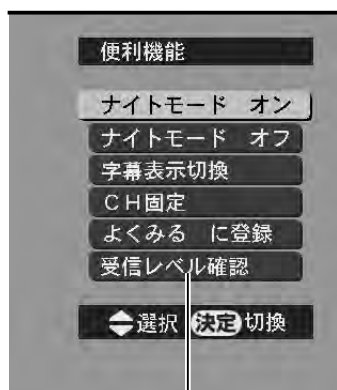 便利機能
ナイトモード オン
ナイトモード オフ
字幕表示切換
CH固定
よくみる に登録
受信レベル確認
選択 決定 切換